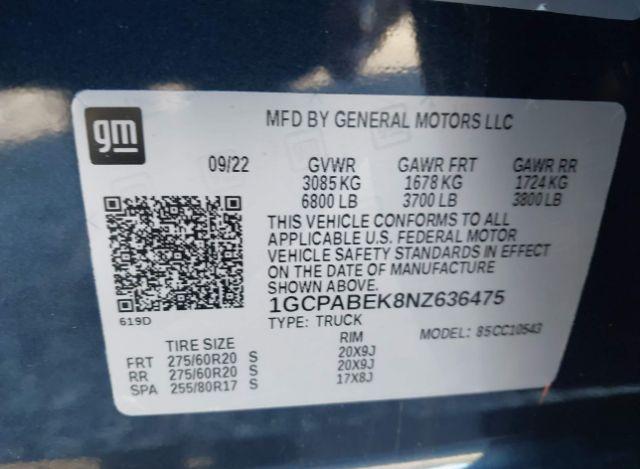 gm
MFD BY GENERAL MOTORS LLC
09/22 GVWR GAWR FRT GAWR RR
3085 KG 1678 KG 1724 KG
6800 LB 3700 LB 3800 LB
THIS VEHICLE CONFORMS TO ALL
APPLICABLE U.S. FEDERAL MOTOR
VEHICLE SAFETY STANDARDS IN EFFECT
ON THE DATE OF MANUFACTURE
SHOWN ABOVE.
1GCPABEK8NZ636475
619D
TYPE: TRUCK MODEL: 85CC10543
TIRE SIZE RIM
FRT 275/60R20 S 20X9J
RR 275/60R20 S 20X9J
SPA 255/80R17 S 17X8J